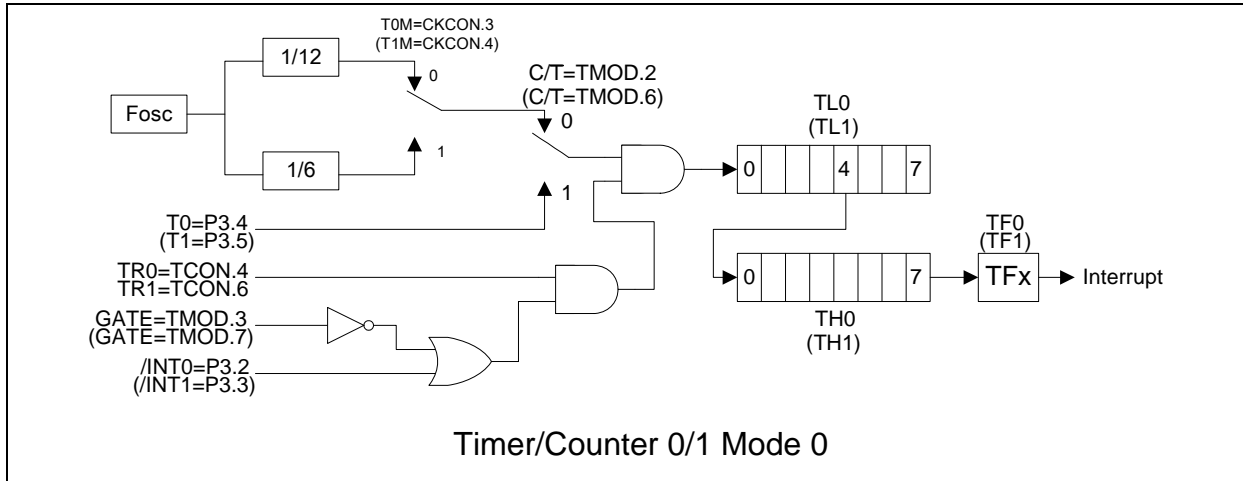 T0M=CKCON.3
(T1M=CKCON.4)
1/12
0
C/T=TMOD.2
(C/T=TMOD.6)
Fosc
0
TL0
(TL1)
1
0 4 7
1/6
1
T0=P3.4
(T1=P3.5)
TF0
(TF1)
TR0=TCON.4
TR1=TCON.6
0 7
TFx
Interrupt
GATE=TMOD.3
(GATE=TMOD.7)
TH0
(TH1)
/INT0=P3.2
(/INT1=P3.3)
Timer/Counter 0/1 Mode 0